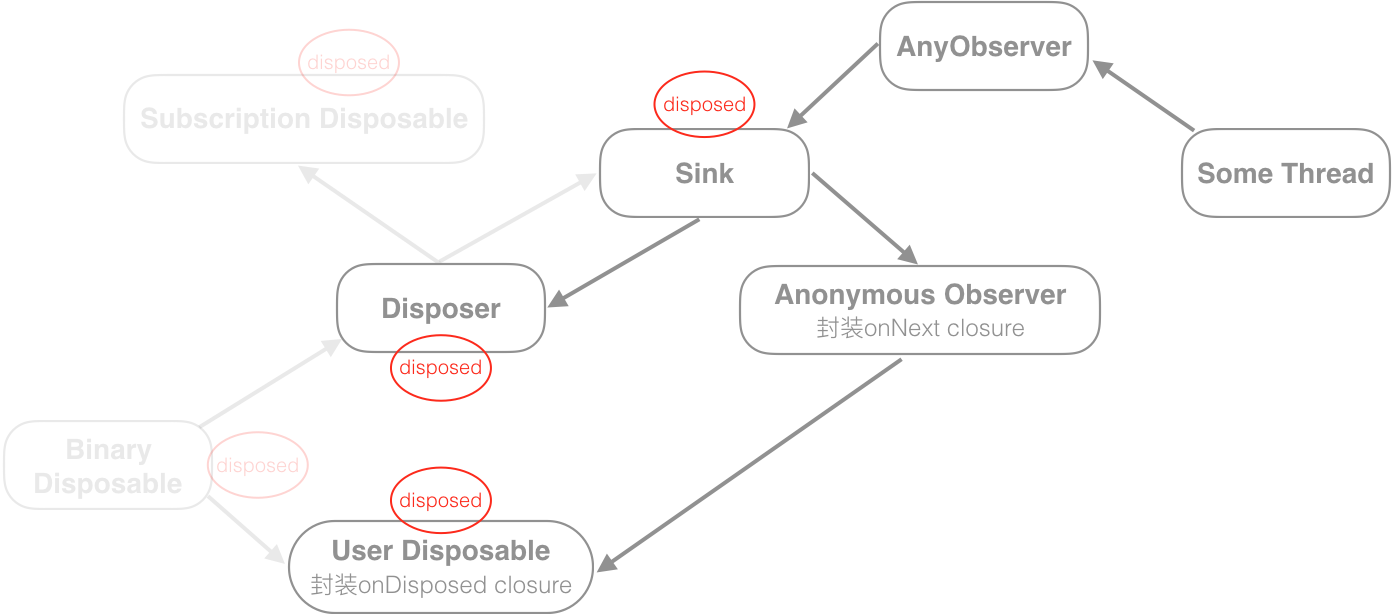 AnyObserver
disposed
Subscription Disposable
disposed
Sink
Some Thread
Disposer
disposed
Anonymous Observer
封装onNext closure
Binary
Disposable
disposed
disposed
User Disposable
封装onDisposed closure